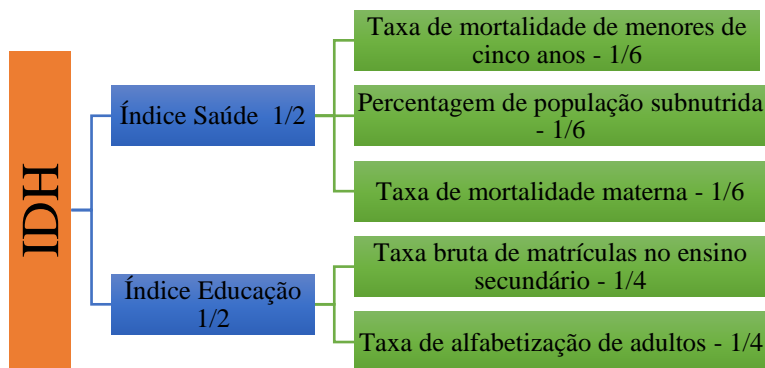 IDH
Índice Saúde 1/2
Taxa de mortalidade de menores de
cinco anos - 1/6
Percentagem de população subnutrida
- 1/6
Taxa de mortalidade materna - 1/6
Índice Educação
1/2
Taxa bruta de matrículas no ensino
secundário - 1/4
Taxa de alfabetização de adultos - 1/4